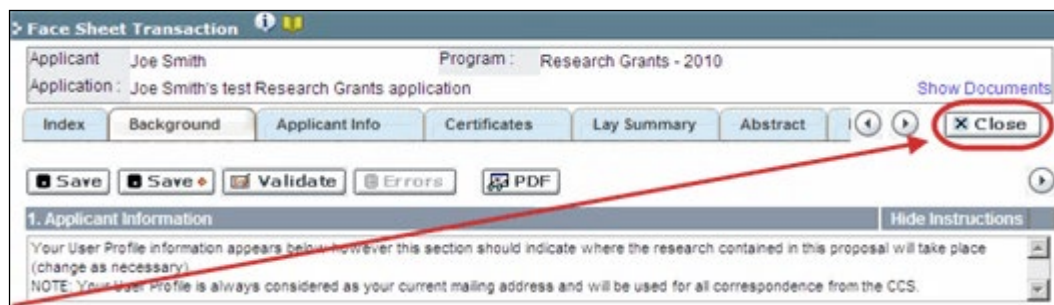 Face Sheet Transaction
Applicant Joe Smith Program : Research Grants - 2010
Application : Joe Smith's test Research Grants application Show Documents
Index Background Applicant Info Certificates Lay Summary Abstract X Close
Save Save Validate Errors PDF
1. Applicant Information Hide Instructions
Your User Profile information appears below however this section should indicate where the research contained in this proposal will take place
(change as necessary)
NOTE: Your User Profile is always considered as your current mailing address and will be used for all correspondence from the CCS.